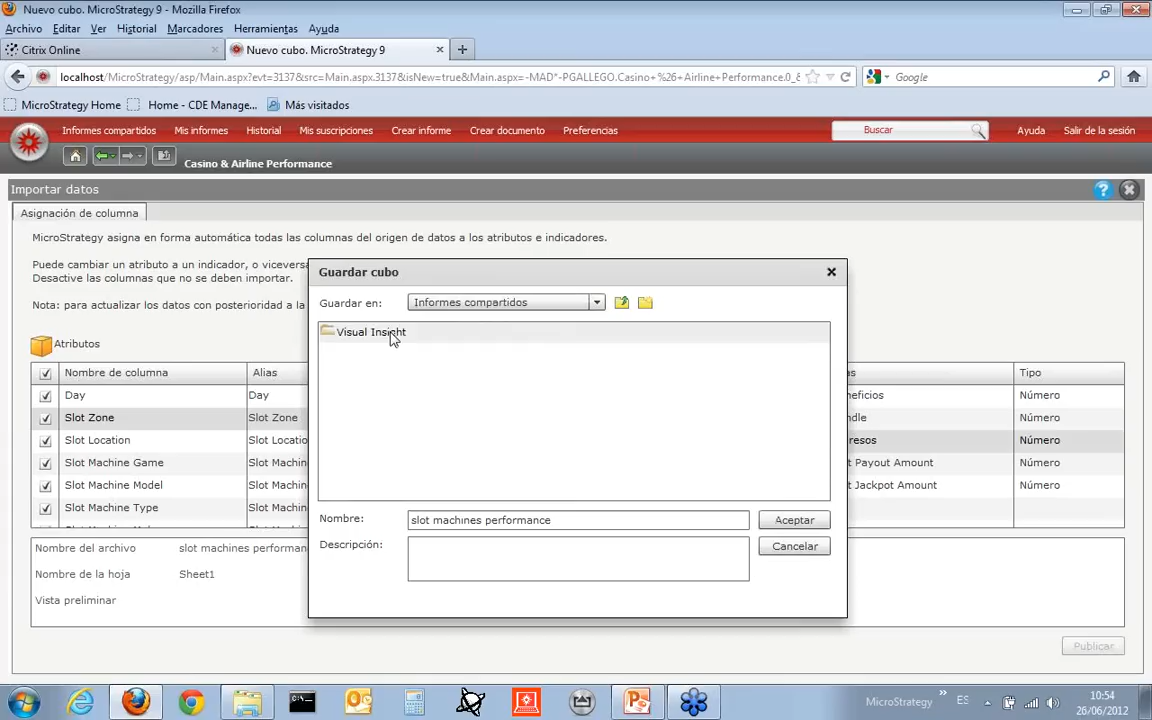 Nuevo cubo. MicroStrategy 9 - Mozilla Firefox
Archivo Editar Ver Historial Marcadores Herramientas Ayuda
Citrix Online
Nuevo cubo. MicroStrategy 9
localhost/MicroStrategy/asp/Main.aspx?evt=3137&src=Main.aspx.3137&isNew=true&Main.aspx=-MAD*-PGALLEGO.Casino+%26+Airline+Performance.0_&
Google
MicroStrategy Home
Home - CDE Manage...
Más visitados
Informes compartidos Mis informes Historial Mis suscripciones Crear informe Crear documento Preferencias
Buscar
Ayuda Salir de la sesión
Casino & Airline Performance
Importar datos
Asignación de columna
MicroStrategy asigna en forma automática todas las columnas del origen de datos a los atributos e indicadores.
Puede cambiar un atributo a un indicador, o viceversa
Desactive las columnas que no se deben importar.
Nota: para actualizar los datos con posterioridad a la
Guardar cubo
Guardar en: Informes compartidos
Visual Insight
Nombre: slot machines performance
Aceptar
Descripción:
Cancelar
Atributos
Nombre de columna Alias
Day Day
Slot Zone Slot Zone
Slot Location Slot Locatio
Slot Machine Game Slot Machin
Slot Machine Model Slot Machin
Slot Machine Type Slot Machin
as Tipo
neficios Número
ndle Número
resos Número
t Payout Amount Número
t Jackpot Amount Número
Nombre del archivo slot machines performan
Nombre de la hoja Sheet1
Vista preliminar
Publicar
MicroStrategy
ES
10:54
26/06/2012